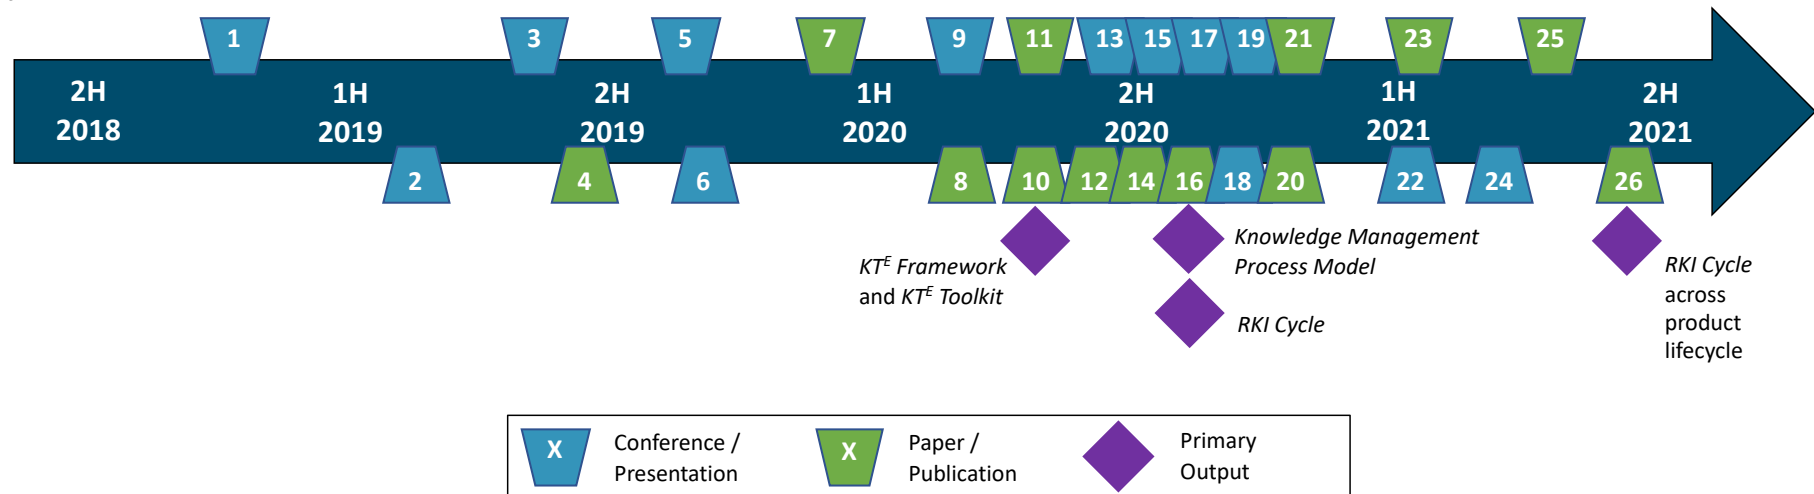 1
3
5
7
9
11
13
15
17
19
21
23
25
2H
2018
1H
2019
2H
2019
1H
2020
2H
2020
1H
2021
2H
2021
2
4
6
8
10
12
14
16
18
20
22
24
26
KTᴱ Framework
and KTᴱ Toolkit
Knowledge Management
Process Model
RKI Cycle
RKI Cycle
across
product
lifecycle
X
Conference /
Presentation
X
Paper /
Publication
Primary
Output